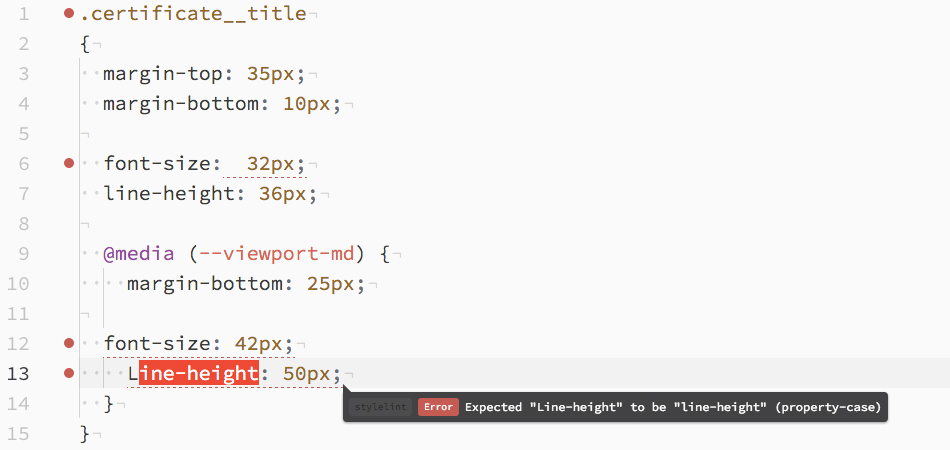 1 .certificate__title
2 {
3 margin-top: 35px;
4 margin-bottom: 10px;
5
6 font-size:  32px;
7 line-height: 36px;
8
9 @media (--viewport-md) {
10 margin-bottom: 25px;
11
12 font-size: 42px;
13 Line-height: 50px;
stylelint Error Expected "Line-height" to be "line-height" (property-case)
14 }
15 }